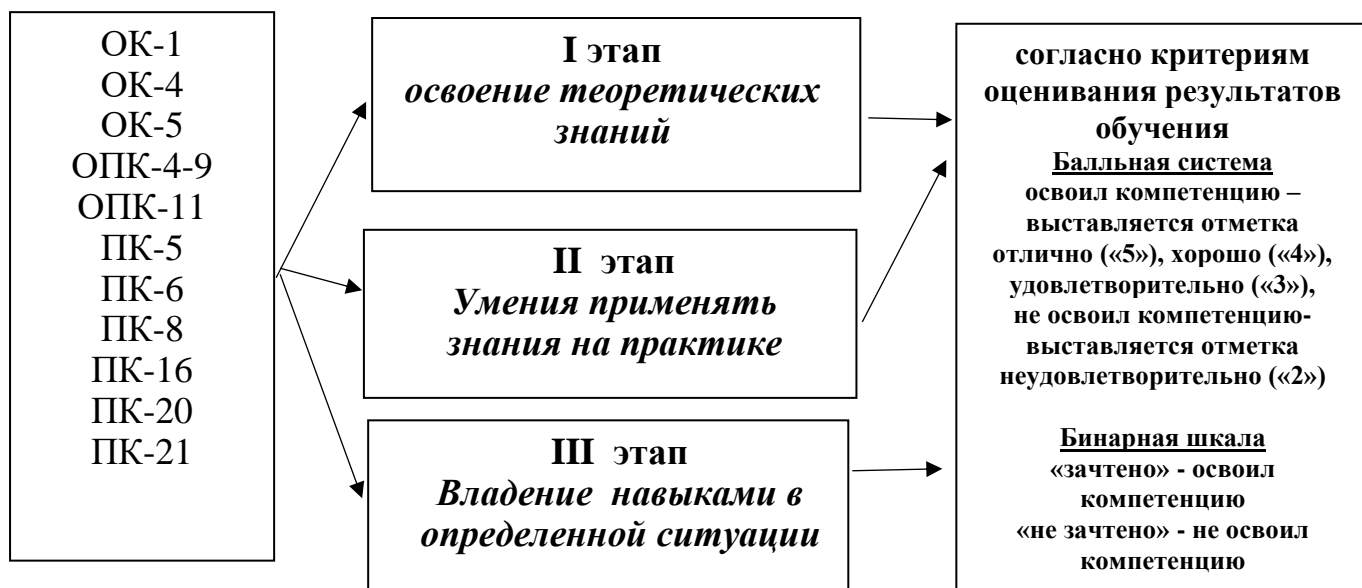 ОК-1
ОК-4
ОК-5
ОПК-4-9
ОПК-11
ПК-5
ПК-6
ПК-8
ПК-16
ПК-20
ПК-21
I этап
освоение теоретических
знаний
II этап
Умения применять
знания на практике
III этап
Владение навыками в
определенной ситуации
согласно критериям
оценивания результатов
обучения
Балльная система
освоил компетенцию –
выставляется отметка
отлично («5»), хорошо («4»),
удовлетворительно («3»),
не освоил компетенцию-
выставляется отметка
неудовлетворительно («2»)
Бинарная шкала
«зачтено» - освоил
компетенцию
«не зачтено» - не освоил
компетенцию